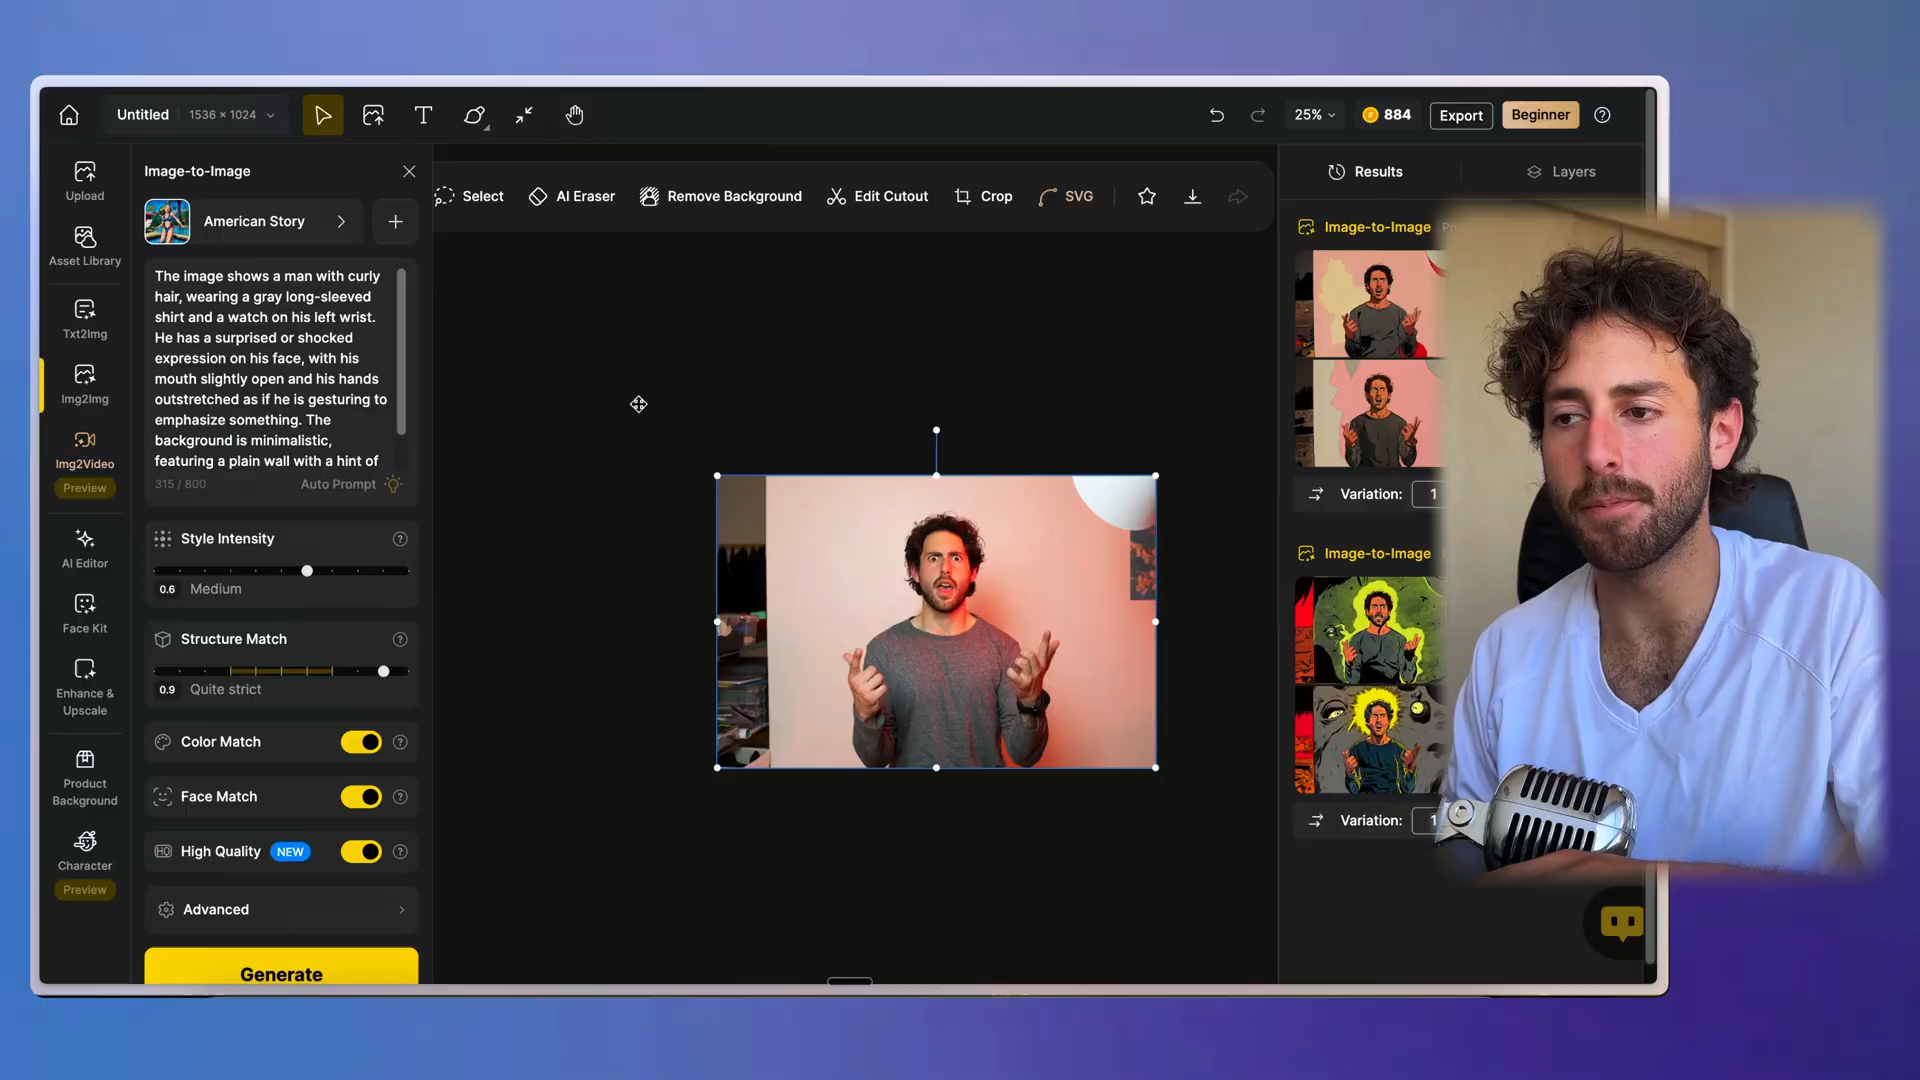 Untitled 1536 × 1024
25%
884
Export
Beginner
Upload
Asset Library
Txt2Img
Img2Img
Img2Video
Preview
AI Editor
Face Kit
Enhance &
Upscale
Product
Background
Character
Preview
Image-to-Image
American Story
The image shows a man with curly
hair, wearing a gray long-sleeved
shirt and a watch on his left wrist.
He has a surprised or shocked
expression on his face, with his
mouth slightly open and his hands
outstretched as if he is gesturing to
emphasize something. The
background is minimalistic,
featuring a plain wall with a hint of
315 / 800 Auto Prompt
Style Intensity
0.6 Medium
Structure Match
0.9 Quite strict
Color Match
Face Match
HQ High Quality NEW
Advanced
Generate
Select AI Eraser Remove Background Edit Cutout Crop SVG
Results Layers
Image-to-Image
Variation: 1
Image-to-Image
Variation: 1